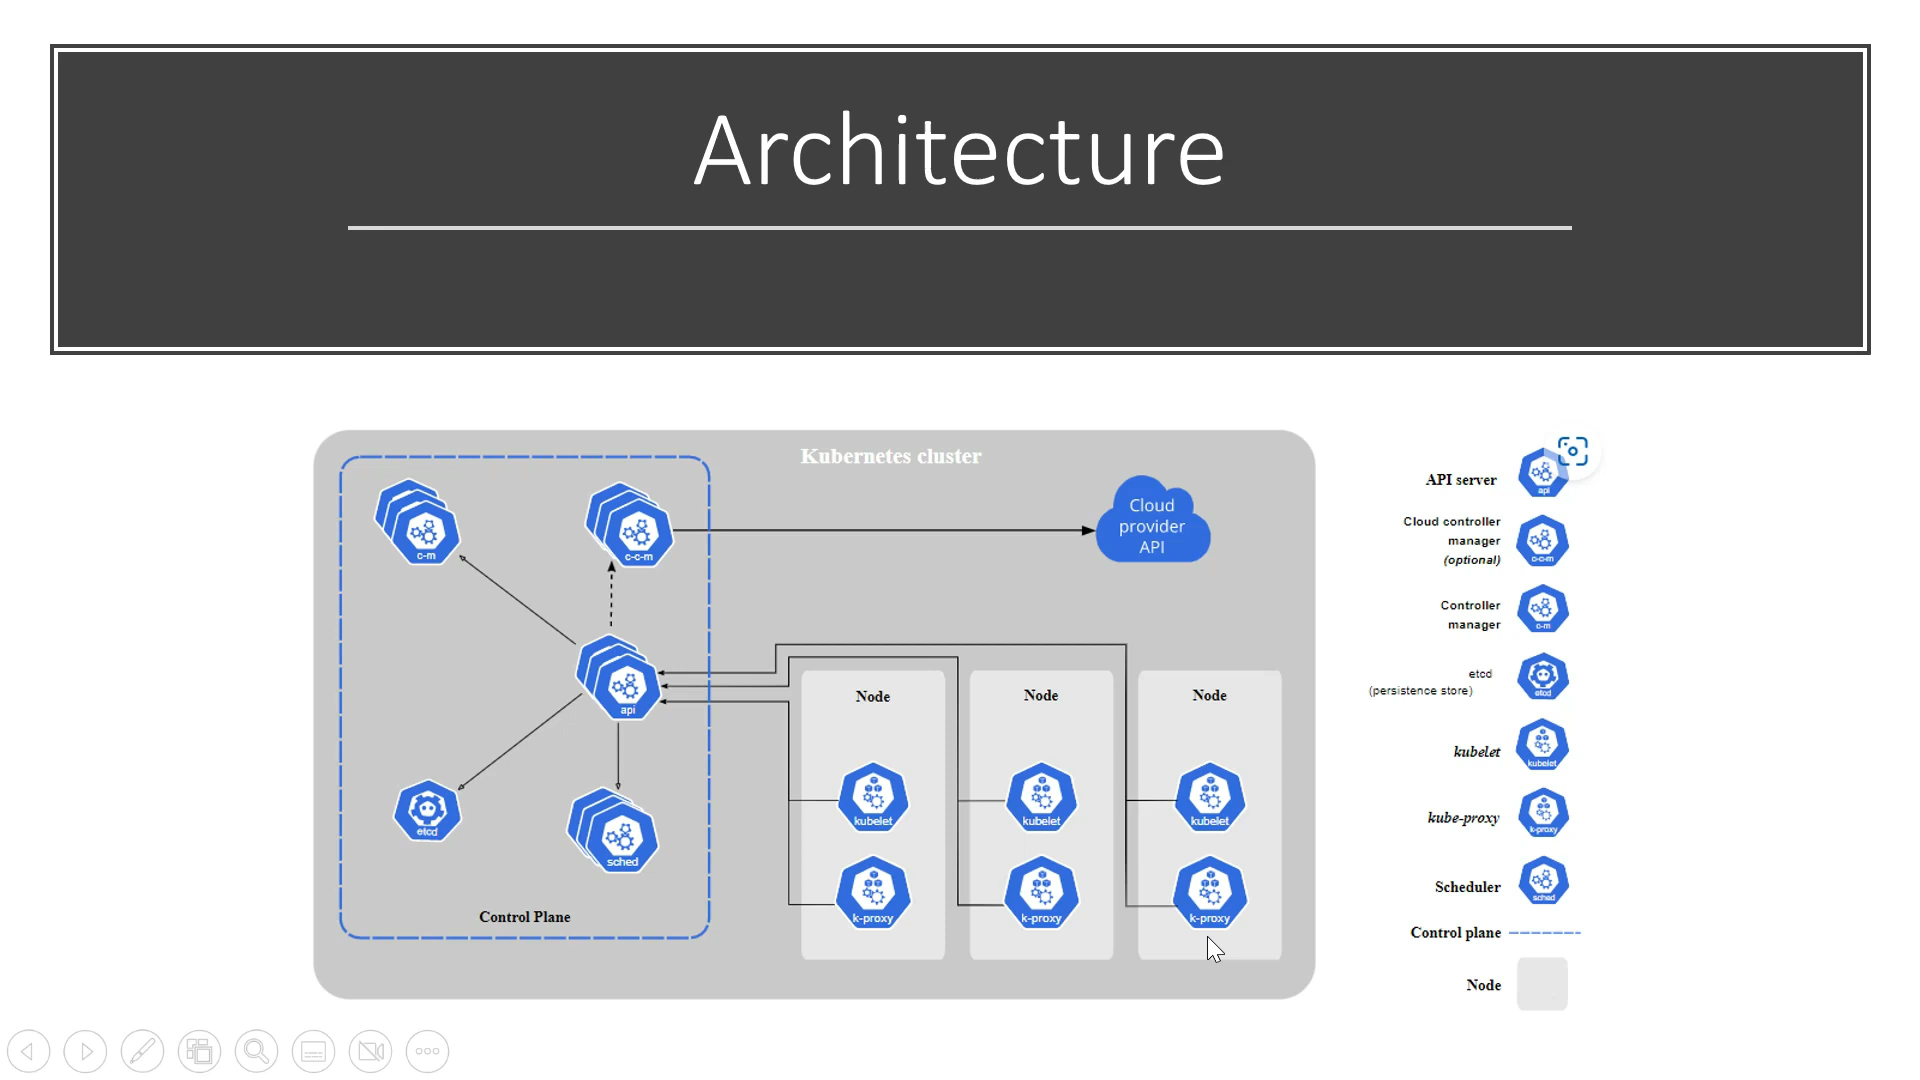 Architecture
Kubernetes cluster
c-m
c-c-m
Cloud
provider
API
api
etcd
sched
Control Plane
Node
Node
Node
kubelet
kubelet
kubelet
k-proxy
k-proxy
k-proxy
API server
api
Cloud controller
manager
(optional)
c-c-m
Controller
manager
c-m
etcd
(persistence store)
etcd
kubelet
kubelet
kube-proxy
k-proxy
Scheduler
sched
Control plane
Node